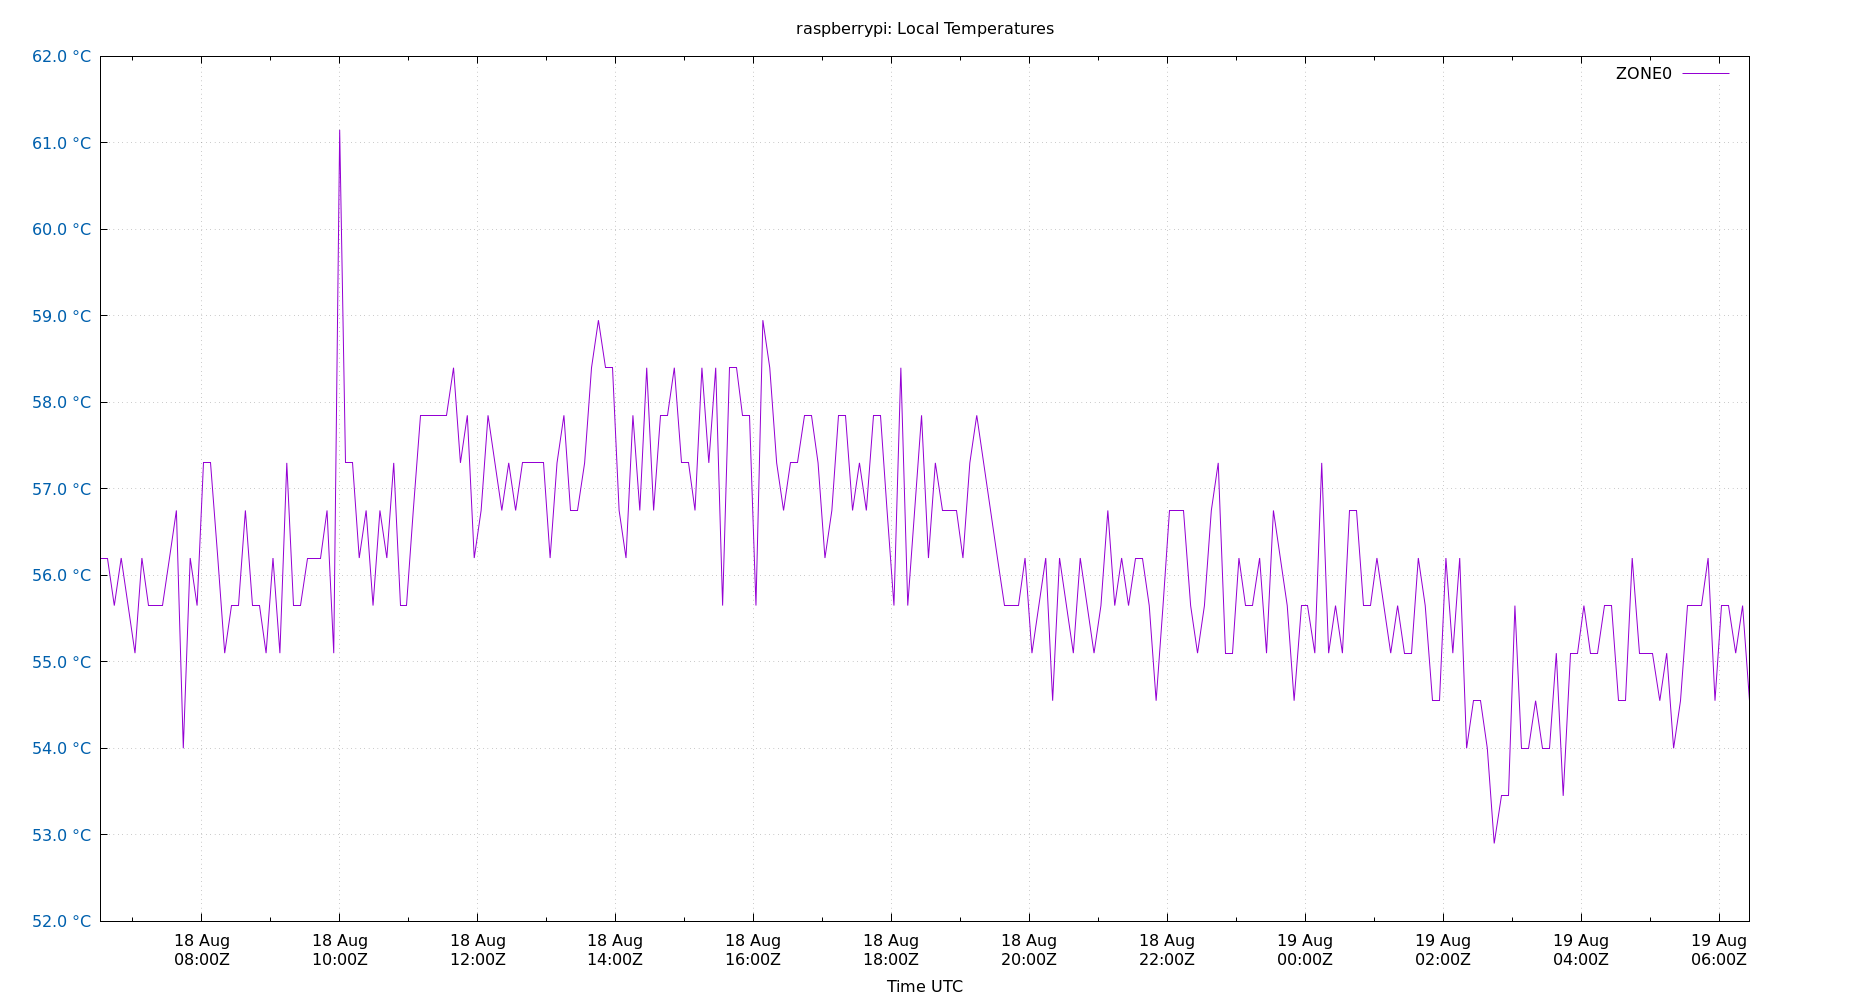 raspberrypi: Local Temperatures
62.0 °C
61.0 °C
60.0 °C
59.0 °C
58.0 °C
57.0 °C
56.0 °C
55.0 °C
54.0 °C
53.0 °C
52.0 °C
ZONE0
18 Aug 18 Aug 18 Aug 18 Aug 18 Aug 18 Aug 18 Aug 18 Aug 19 Aug 19 Aug 19 Aug 19 Aug
08:00Z 10:00Z 12:00Z 14:00Z 16:00Z 18:00Z 20:00Z 22:00Z 00:00Z 02:00Z 04:00Z 06:00Z
Time UTC